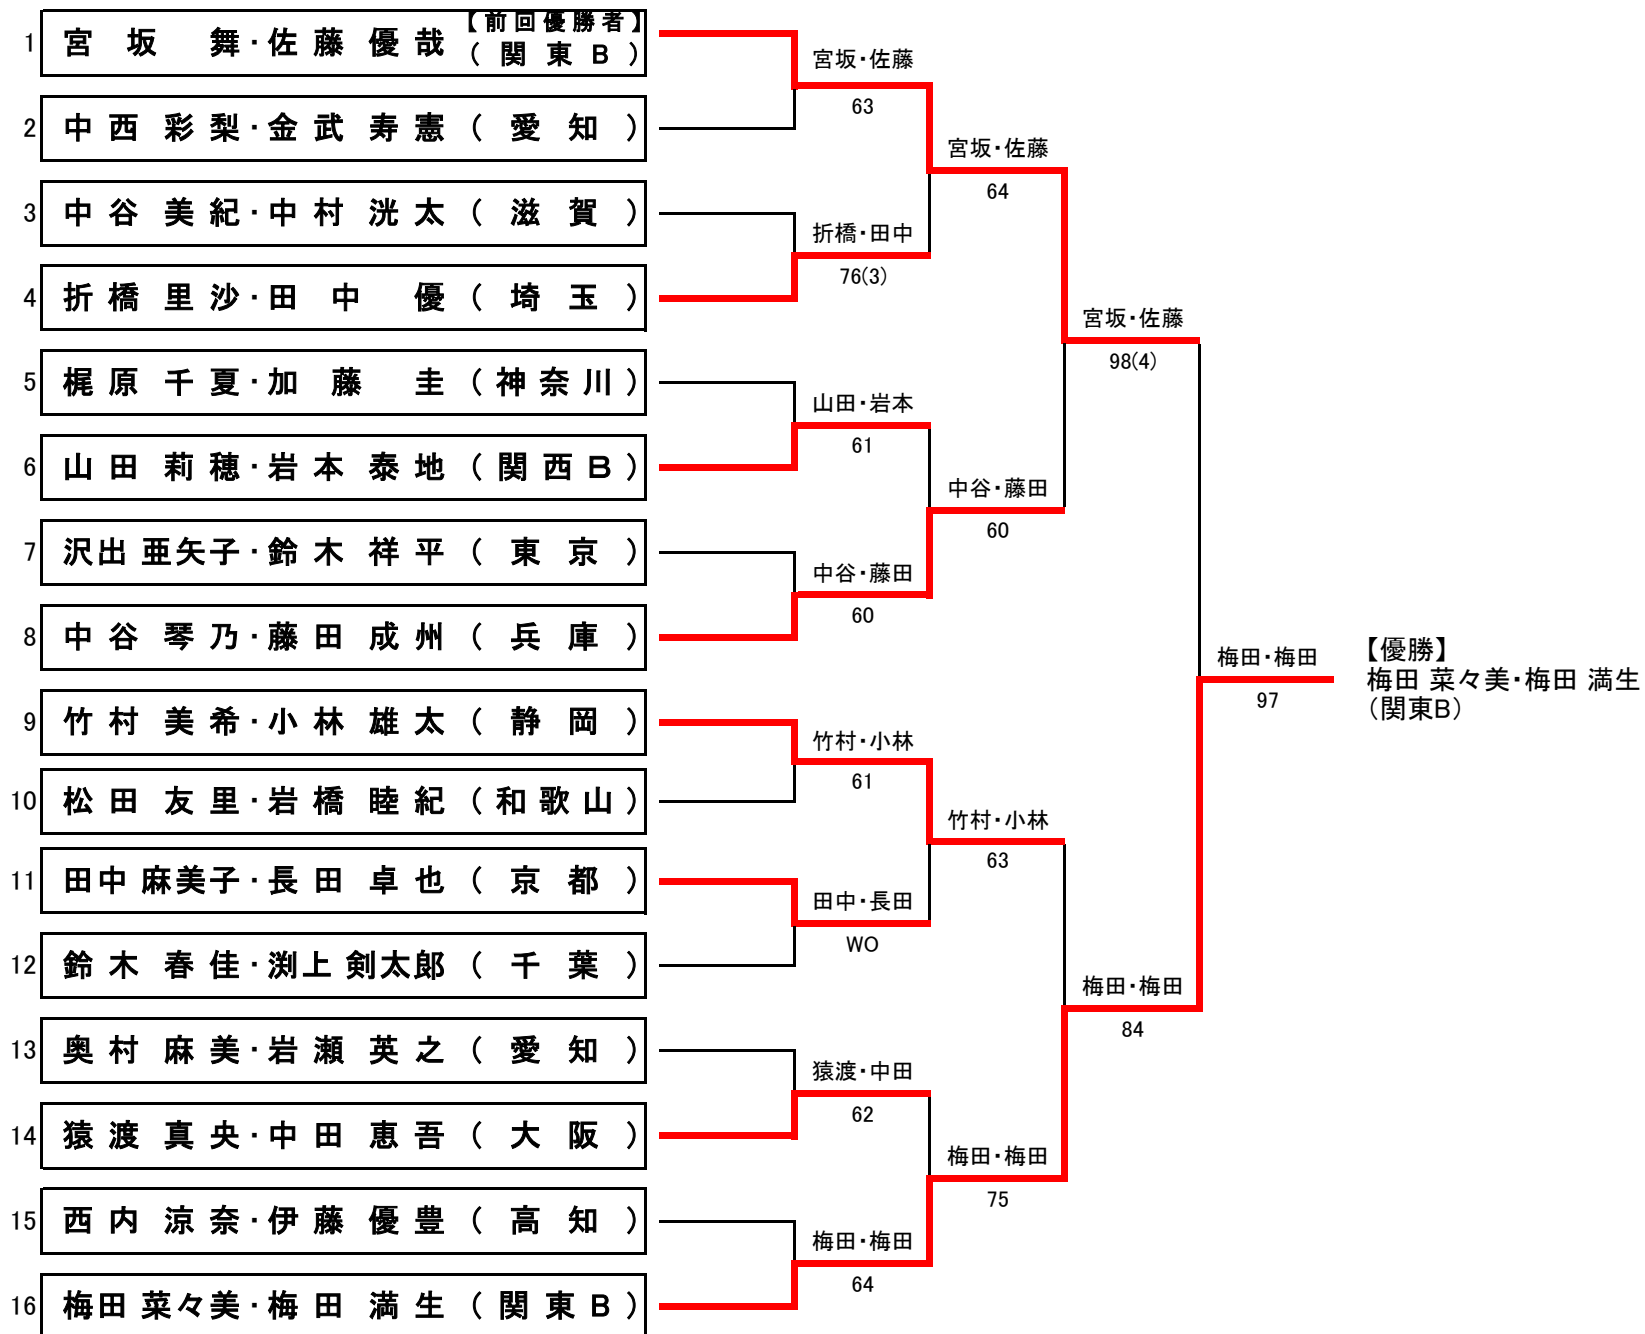 1 宮坂 舞・佐藤 優哉 【前回優勝者】(関東B)
2 中西 彩梨・金武 寿憲 (愛知)
3 中谷 美紀・中村 洸太 (滋賀)
4 折橋 里沙・田中 優 (埼玉)
5 梶原 千夏・加藤 圭 (神奈川)
6 山田 莉穂・岩本 泰地 (関西B)
7 沢出 亜矢子・鈴木 祥平 (東京)
8 中谷 琴乃・藤田 成州 (兵庫)
9 竹村 美希・小林 雄太 (静岡)
10 松田 友里・岩橋 睦紀 (和歌山)
11 田中 麻美子・長田 卓也 (京都)
12 鈴木 春佳・渕上 剣太郎 (千葉)
13 奥村 麻美・岩瀬 英之 (愛知)
14 猿渡 真央・中田 恵吾 (大阪)
15 西内 涼奈・伊藤 優豊 (高知)
16 梅田 菜々美・梅田 満生 (関東B)
宮坂・佐藤
63
折橋・田中
76(3)
山田・岩本
61
中谷・藤田
60
竹村・小林
61
田中・長田
WO
猿渡・中田
62
梅田・梅田
64
宮坂・佐藤
64
中谷・藤田
60
竹村・小林
63
梅田・梅田
75
宮坂・佐藤
98(4)
梅田・梅田
84
梅田・梅田
97
【優勝】
梅田 菜々美・梅田 満生
(関東B)